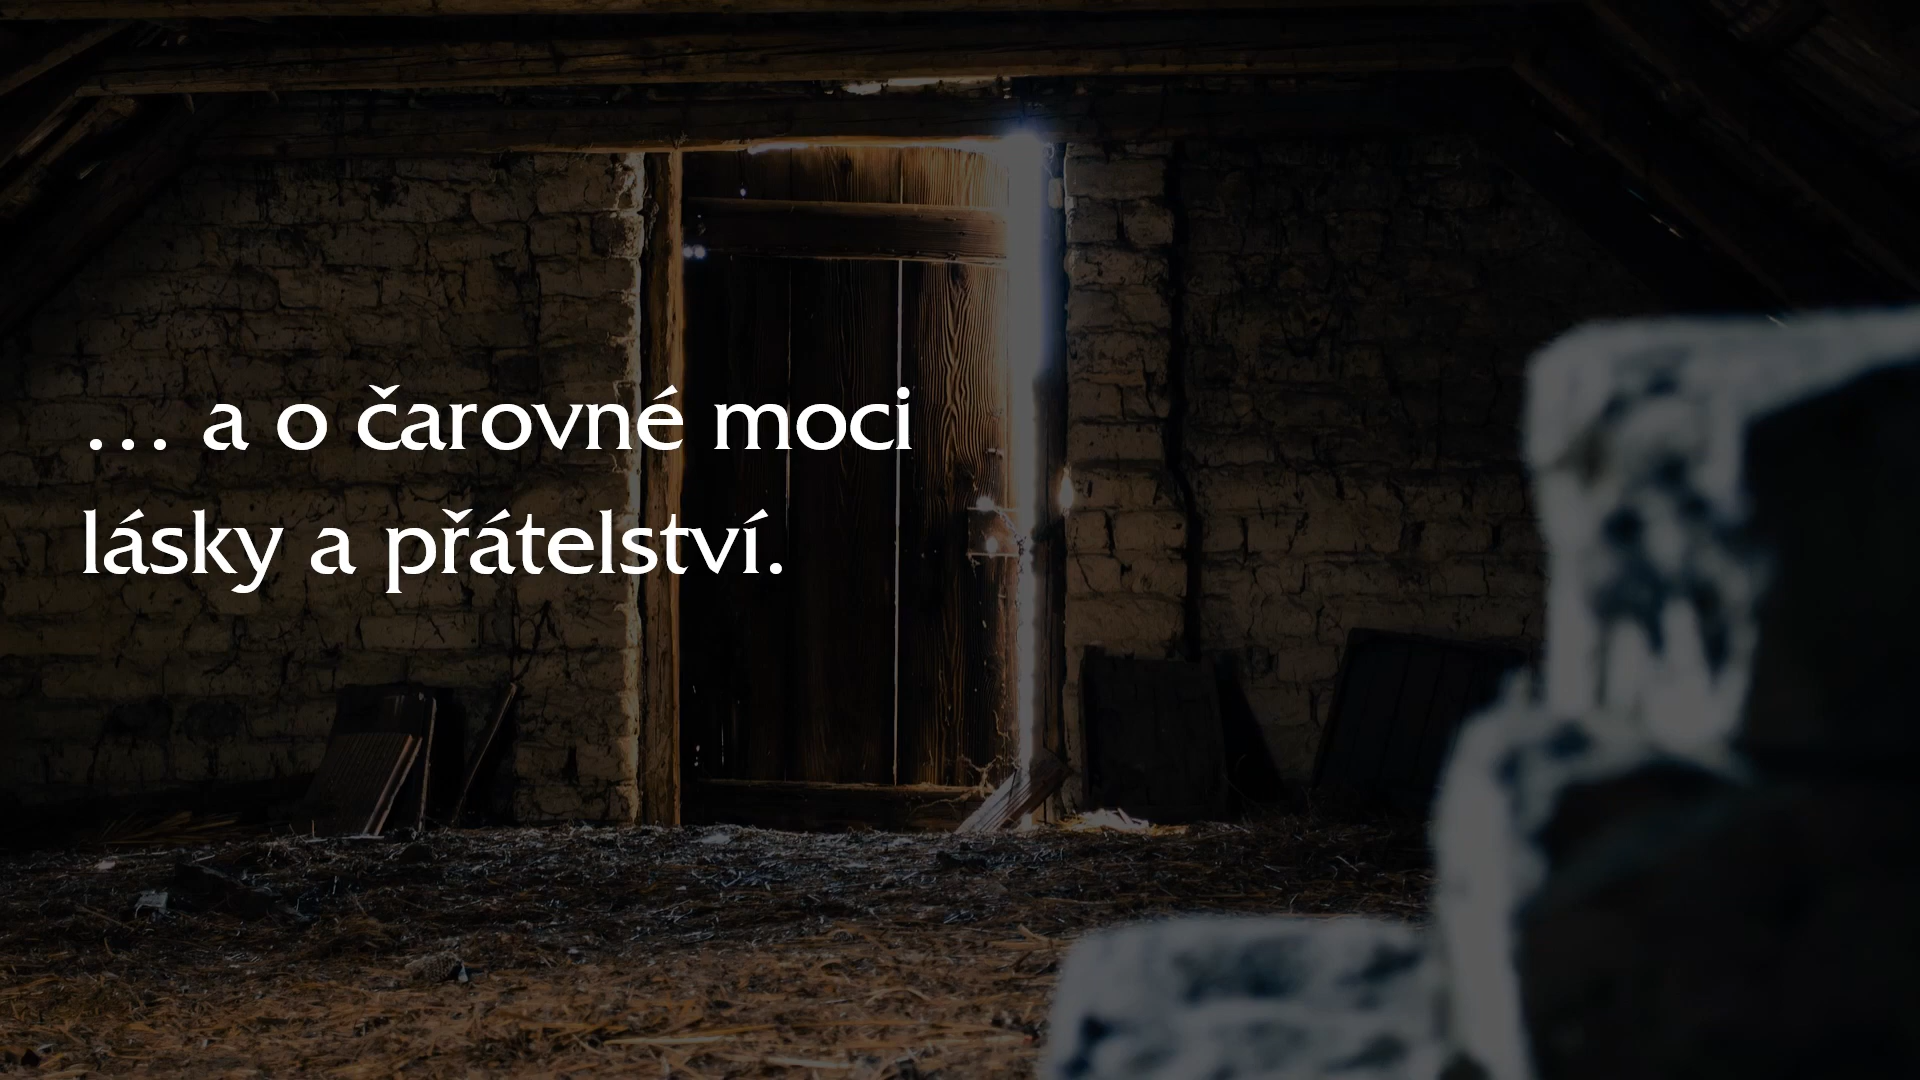 … a o čarovné moci
lásky a přátelství.